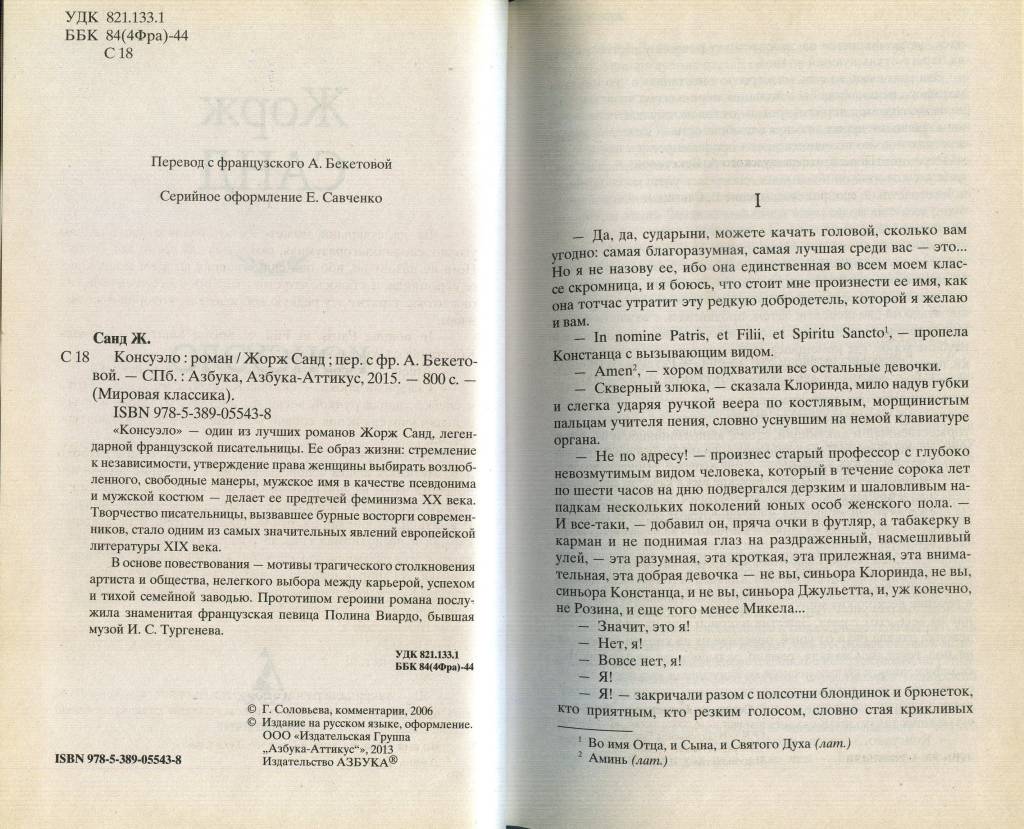 УДК 821.133.1
ББК 84(4Фра)-44
С 18
Перевод с французского А. Бекетовой
Серийное оформление Е. Савченко
Санд Ж.
С 18 Консуэло : роман / Жорж Санд ; пер. с фр. А. Бекето-
вой. — СПб. : Азбука, Азбука-Аттикус, 2015. — 800 с. —
(Мировая классика).
ISBN 978-5-389-05543-8
«Консуэло» — один из лучших романов Жорж Санд, леген-
дарной французской писательницы. Ее образ жизни: стремление
к независимости, утверждение права женщины выбирать возлюб-
ленного, свободные манеры, мужское имя в качестве псевдонима
и мужской костюм — делает ее предтечей феминизма XX века.
Творчество писательницы, вызвавшее бурные восторги современ-
ников, стало одним из самых значительных явлений европейской
литературы XIX века.
В основе повествования — мотивы трагического столкновения
артиста и общества, нелегкого выбора между карьерой, успехом
и тихой семейной заводью. Прототипом героини романа послу-
жила знаменитая французская певица Полина Виардо, бывшая
музой И. С. Тургенева.
УДК 821.133.1
ББК 84(4Фра)-44
© Г. Соловьева, комментарии, 2006
© Издание на русском языке, оформление.
ООО «Издательская Группа
„Азбука-Аттикус“», 2013
Издательство АЗБУКА®
ISBN 978-5-389-05543-8
I
— Да, да, сударыни, можете качать головой, сколько вам
угодно: самая благоразумная, самая лучшая среди вас — это...
Но я не назову ее, ибо она единственная во всем моем клас-
се скромница, и я боюсь, что стоит мне произнести ее имя, как
она тотчас утратит эту редкую добродетель, которой я желаю
и вам.
— In nomine Patris, et Filii, et Spiritu Sancto¹, — пропела
Констанца с вызывающим видом.
— Amen², — хором подхватили все остальные девочки.
— Скверный злюка, — сказала Клоринда, мило надув губки
и слегка ударяя ручкой веера по костлявым, морщинистым
пальцам учителя пения, словно уснувшим на немой клавиатуре
органа.
— Не по адресу! — произнес старый профессор с глубоко
невозмутимым видом человека, который в течение сорока лет
по шести часов на дню подвергался дерзким и шаловливым на-
падкам нескольких поколений юных особ женского пола. —
И все-таки, — добавил он, пряча очки в футляр, а табакерку в
карман и не поднимая глаз на раздраженный, насмешливый
улей, — эта разумная, эта кроткая, эта прилежная, эта внима-
тельная, эта добрая девочка — не вы, синьора Клоринда, не вы,
синьора Констанца, и не вы, синьора Джульетта, и, уж конечно,
не Розина, и еще того менее Микела...
— Значит, это я!
— Нет, я!
— Вовсе нет, я!
— Я!
— Я! — закричали разом с полсотни блондинок и брюнеток,
кто приятным, кто резким голосом, словно стая крикливых
¹ Во имя Отца, и Сына, и Святого Духа (лат.)
² Аминь (лат.)